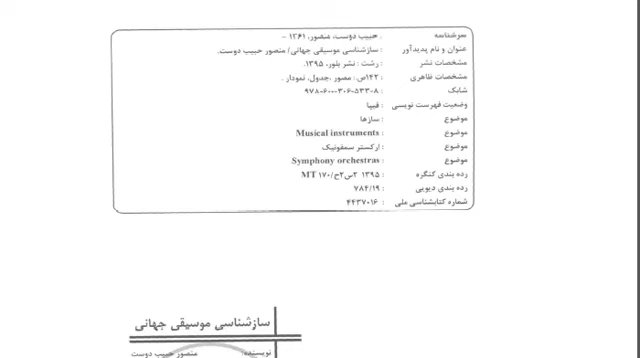 سرشناسه : حبیب دوست، منصور، ۱۳۶۱ -
عنوان و نام پدیدآور : سازشناسی موسیقی جهانی/ منصور حبیب دوست.
مشخصات نشر : رشت : نشر بلور، ۱۳۹۵.
مشخصات ظاهری : ۱۴۲ص: مصور ،جدول، نمودار .
شابک : ۹۷۸-۶۰۰-۳۰۶-۵۳۳-۸
وضعیت فهرست نویسی : فیپا
موضوع : سازها
موضوع : Musical instruments
موضوع : ارکستر سمفونیک
موضوع : Symphony orchestras
رده بندی کنگره : MT ۱۷۰/ح۲س۲ ۱۳۹۵
رده بندی دیویی : ۷۸۴/۱۹
شماره کتابشناسی ملی : ۴۴۳۷۰۱۶
سازشناسی موسیقی جهانی
نویسنده: منصور حبیب دوست